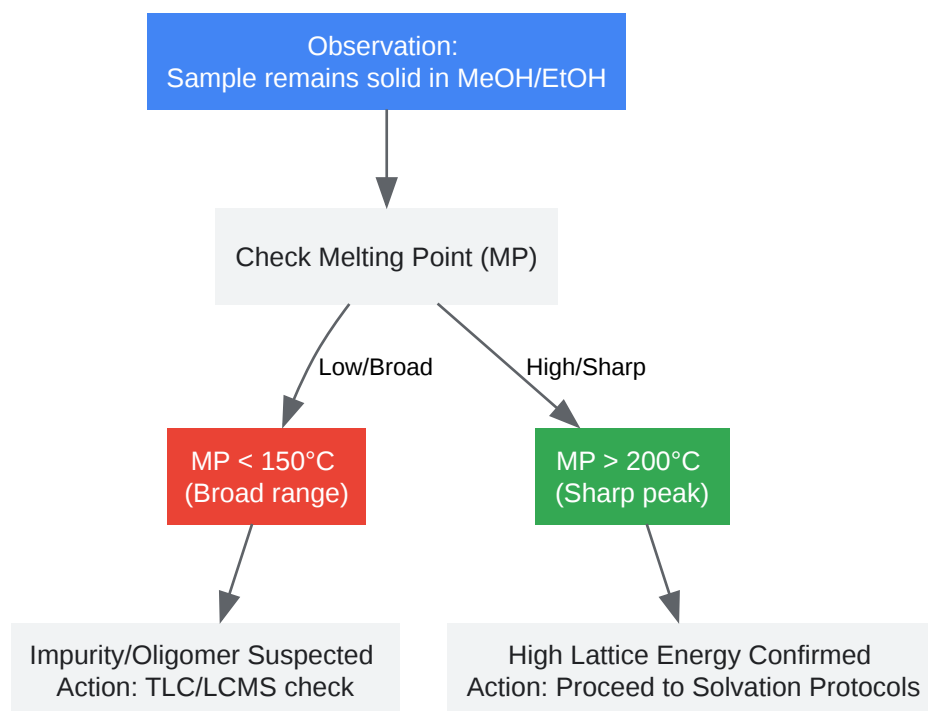 Observation:
Sample remains solid in MeOH/EtOH
Check Melting Point (MP)
Low/Broad
High/Sharp
MP < 150°C
(Broad range)
MP > 200°C
(Sharp peak)
Impurity/Oligomer Suspected
Action: TLC/LCMS check
High Lattice Energy Confirmed
Action: Proceed to Solvation Protocols